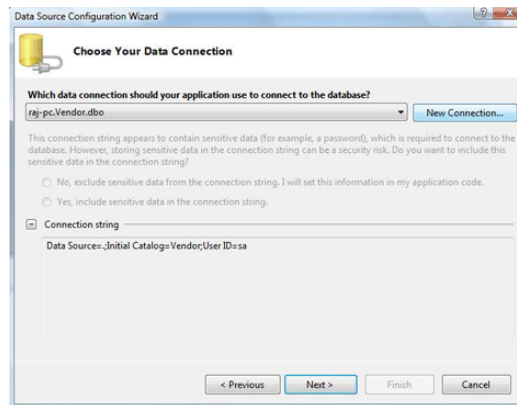 Data Source Configuration Wizard
Choose Your Data Connection
Which data connection should your application use to connect to the database?
raj-pc.Vendor.dbo
New Connection...
This connection string appears to contain sensitive data (for example, a password), which is required to connect to the
database. However, storing sensitive data in the connection string can be a security risk. Do you want to include this
sensitive data in the connection string?
No, exclude sensitive data from the connection string. I will set this information in my application code.
Yes, include sensitive data in the connection string.
Connection string
Data Source=.;Initial Catalog=Vendor;User ID=sa
< Previous
Next >
Finish
Cancel